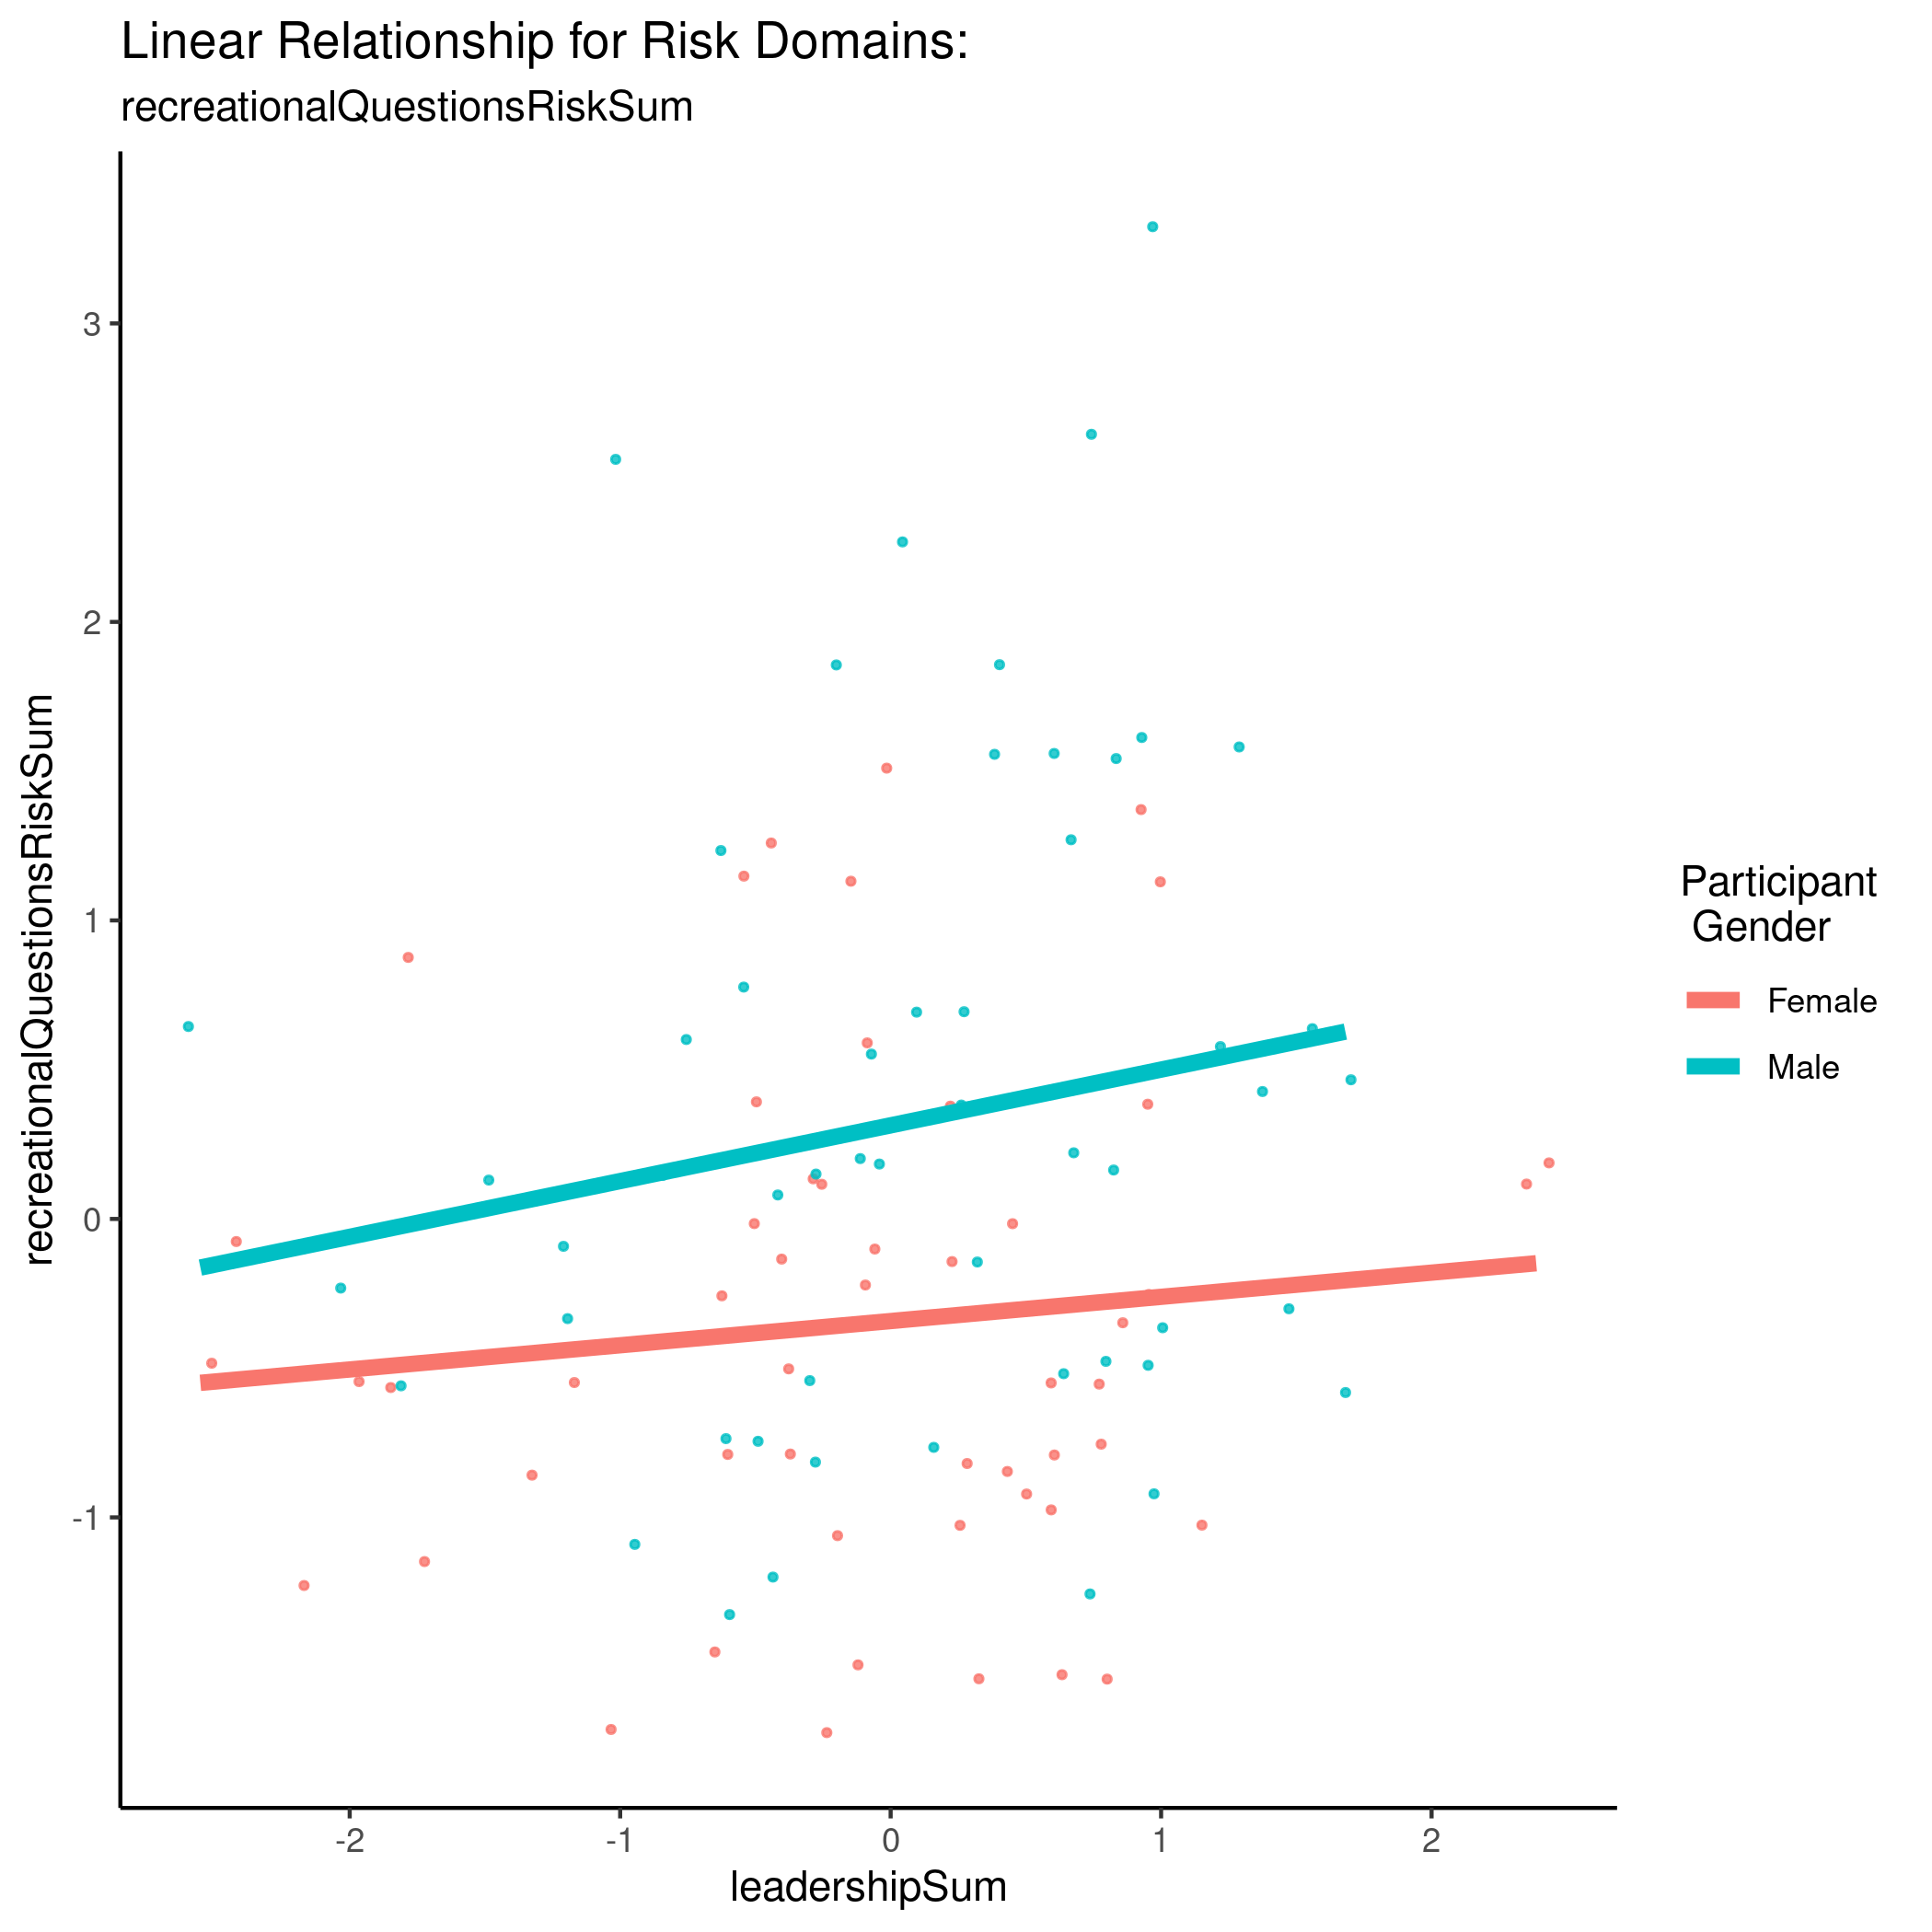 Linear Relationship for Risk Domains:
recreationalQuestionsRiskSum
recreationalQuestionsRiskSum
3
2
1
0
-1
-2
-1
0
1
2
leadershipSum
Participant
Gender
Female
Male